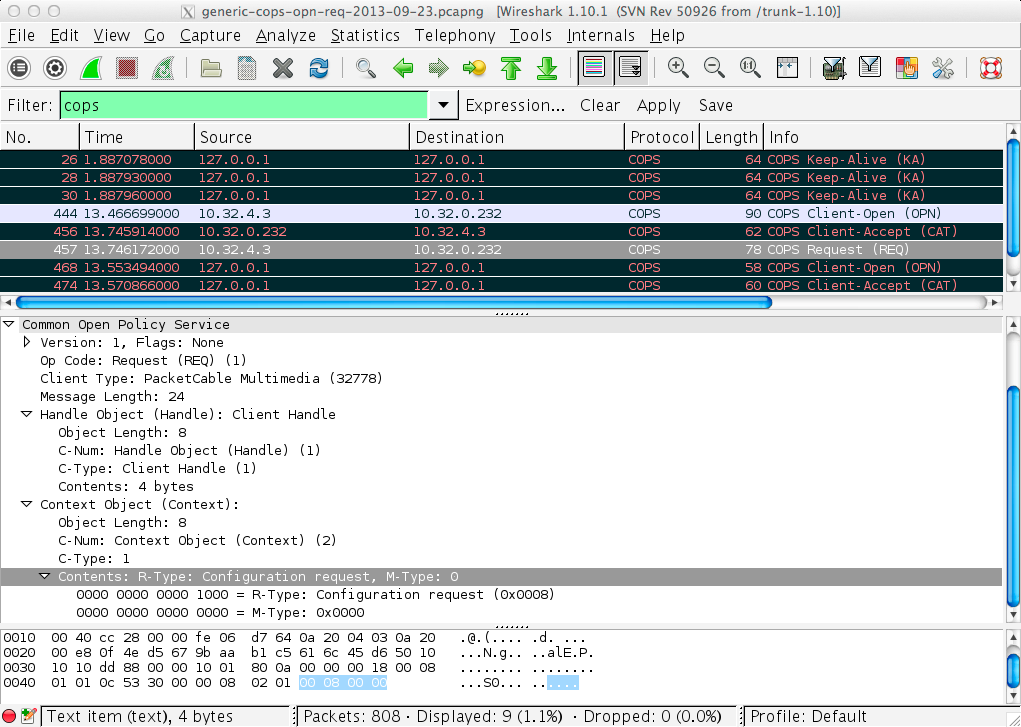 generic-cops-opn-req-2013-09-23.pcapng [Wireshark 1.10.1 (SVN Rev 50926 from /trunk-1.10)]
File Edit View Go Capture Analyze Statistics Telephony Tools Internals Help
Filter: cops Expression... Clear Apply Save
No. Time Source Destination Protocol Length Info
26 1.887078000 127.0.0.1 127.0.0.1 COPS 64 COPS Keep-Alive (KA)
28 1.887930000 127.0.0.1 127.0.0.1 COPS 64 COPS Keep-Alive (KA)
30 1.887960000 127.0.0.1 127.0.0.1 COPS 64 COPS Keep-Alive (KA)
444 13.466699000 10.32.4.3 10.32.0.232 COPS 90 COPS Client-Open (OPN)
456 13.745914000 10.32.0.232 10.32.4.3 COPS 62 COPS Client-Accept (CAT)
457 13.746172000 10.32.4.3 10.32.0.232 COPS 78 COPS Request (REQ)
468 13.553494000 127.0.0.1 127.0.0.1 COPS 58 COPS Client-Open (OPN)
474 13.570866000 127.0.0.1 127.0.0.1 COPS 60 COPS Client-Accept (CAT)
Common Open Policy Service
Version: 1, Flags: None
Op Code: Request (REQ) (1)
Client Type: PacketCable Multimedia (32778)
Message Length: 24
Handle Object (Handle): Client Handle
Object Length: 8
C-Num: Handle Object (Handle) (1)
C-Type: Client Handle (1)
Contents: 4 bytes
Context Object (Context):
Object Length: 8
C-Num: Context Object (Context) (2)
C-Type: 1
Contents: R-Type: Configuration request, M-Type: 0
0000 0000 0000 1000 = R-Type: Configuration request (0x0008)
0000 0000 0000 0000 = M-Type: 0x0000
0010 00 40 cc 28 00 00 fe 06 d7 64 0a 20 04 03 0a 20 .@.(.... .d. ...
0020 00 e8 0f 4e d5 67 9b aa b1 c5 61 6c 45 d6 50 10 ...N.g.. ..alE.P.
0030 10 10 dd 88 00 00 10 01 80 0a 00 00 00 18 00 08 ........ ........
0040 01 01 0c 53 30 00 00 08 02 01 00 08 00 00 ...S0... ......
Text item (text), 4 bytes Packets: 808 · Displayed: 9 (1.1%) · Dropped: 0 (0.0%) Profile: Default